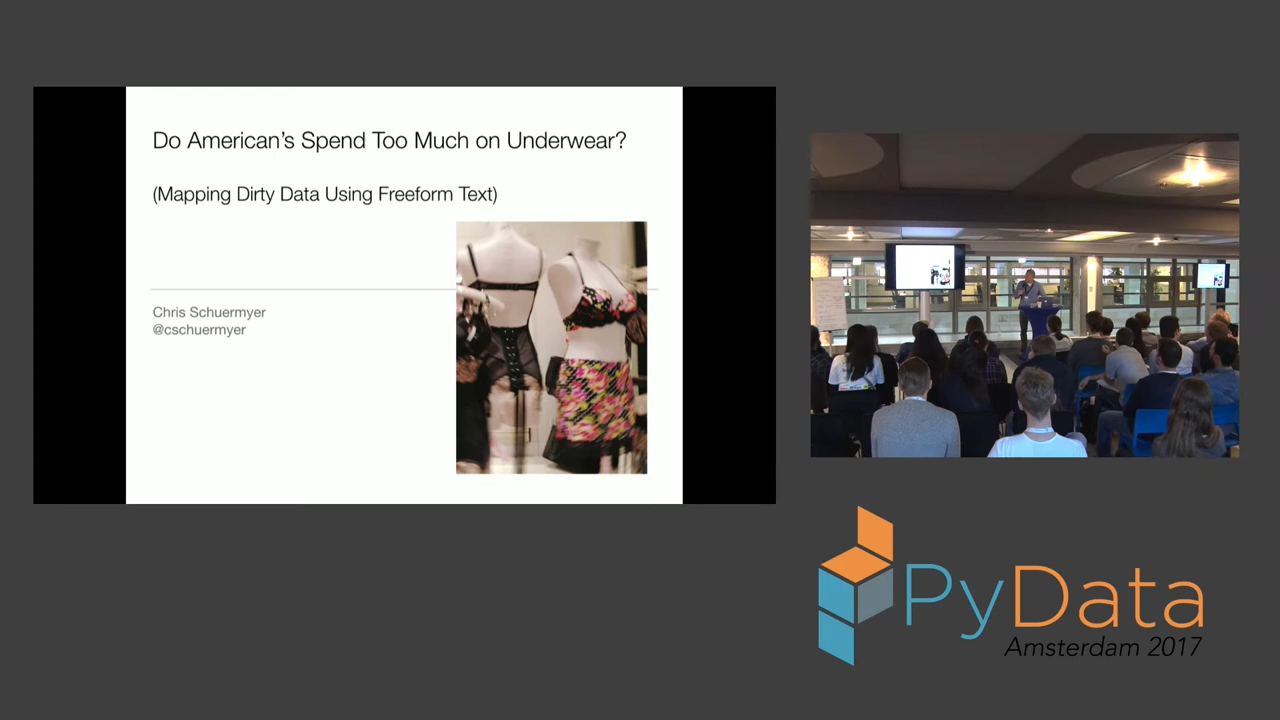 Do American's Spend Too Much on Underwear?
(Mapping Dirty Data Using Freeform Text)
Chris Schuermyer
@cschuermyer
PyData
Amsterdam 2017